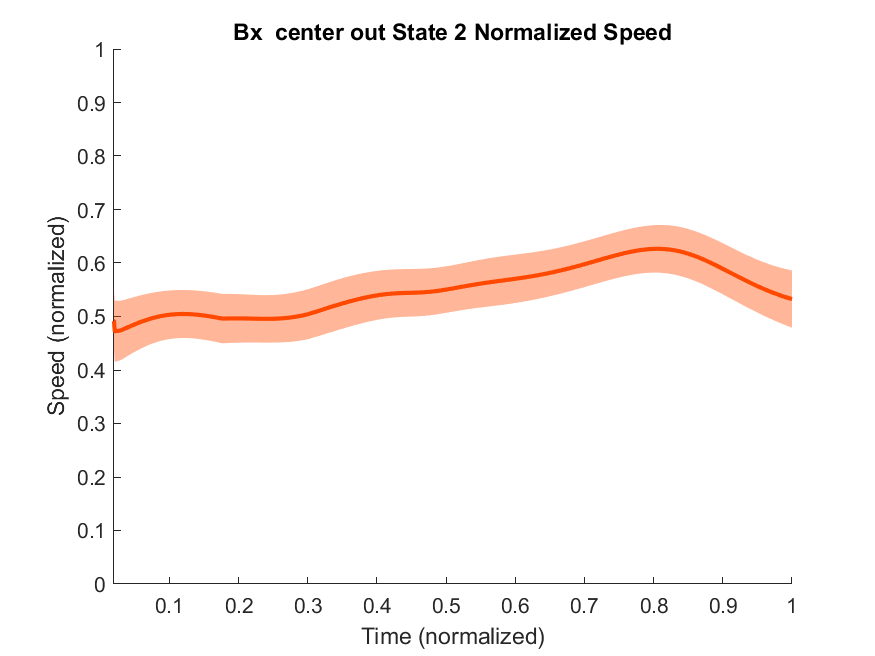 Bx  center out State 2 Normalized Speed
Speed (normalized)
1
0.9
0.8
0.7
0.6
0.5
0.4
0.3
0.2
0.1
0
0.1 0.2 0.3 0.4 0.5 0.6 0.7 0.8 0.9 1
Time (normalized)